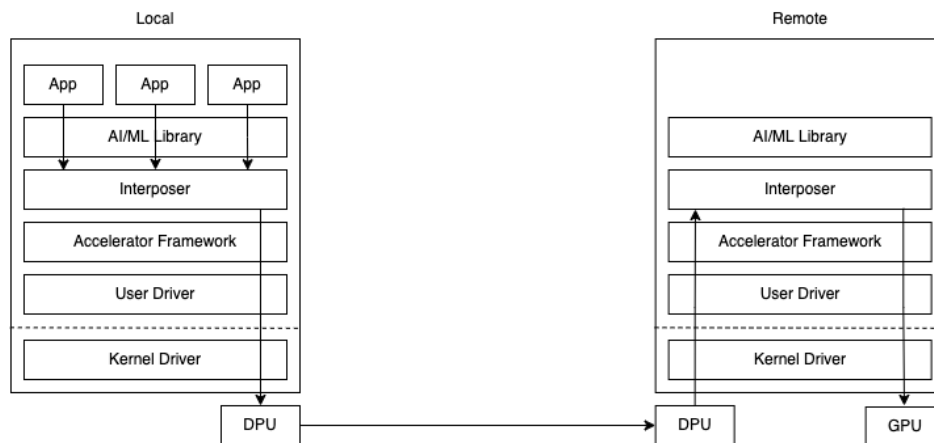 Local
Remote
App
App
App
AI/ML Library
AI/ML Library
Interposer
Interposer
Accelerator Framework
Accelerator Framework
User Driver
User Driver
Kernel Driver
Kernel Driver
DPU
DPU
GPU